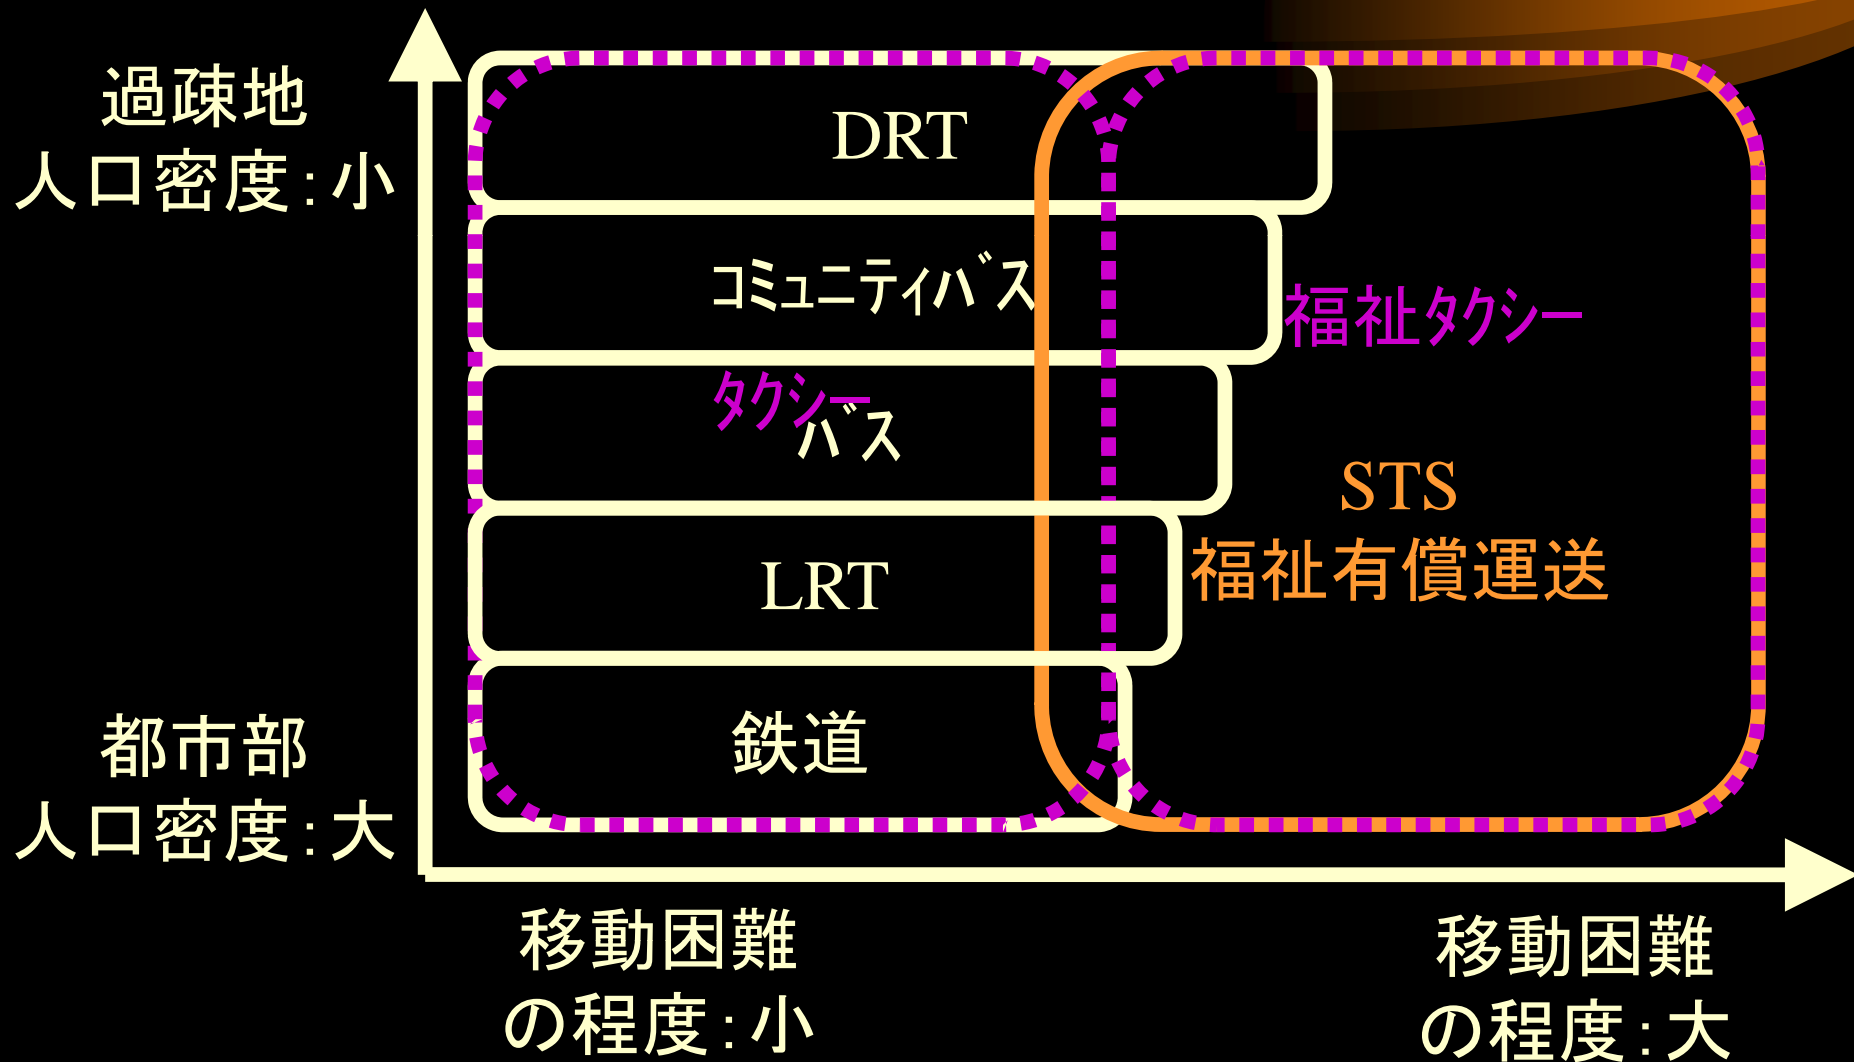 過疎地
人口密度：小
DRT
コミュニティバス
福祉タクシー
タクシー
バス
STS
福祉有償運送
LRT
鉄道
都市部
人口密度：大
移動困難
の程度：小
移動困難
の程度：大